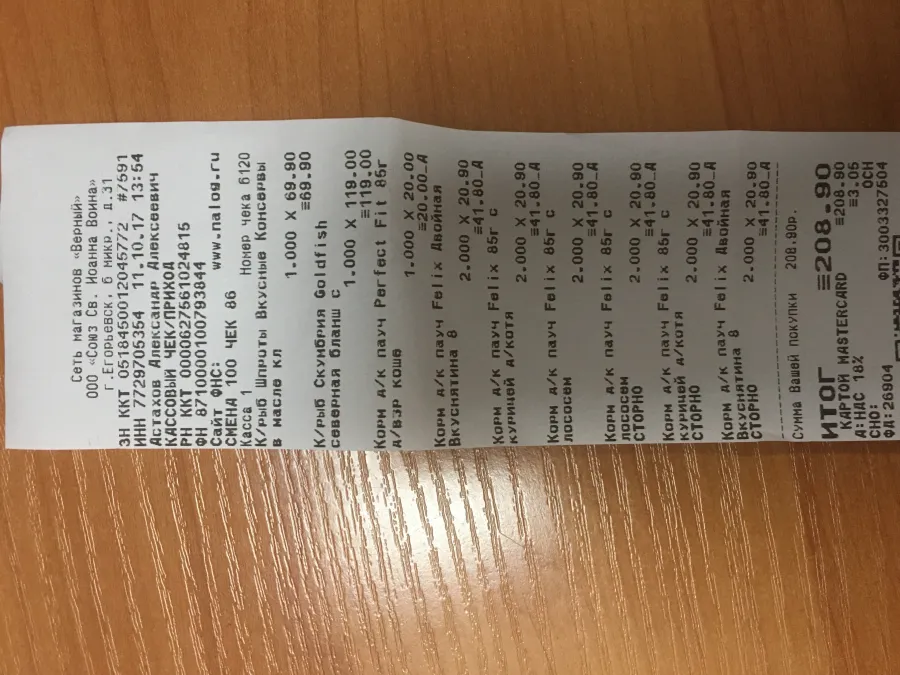 Сеть магазинов «Верный»
ООО «Союз Св. Иоанна Воина»
г.Егорьевск, 6 микр., д.31
ЗН ККТ 0518450012045772 #7591
ИНН 7729705354 11.10.17 13:54
Астахов Александр Алексеевич
КАССОВЫЙ ЧЕК/ПРИХОД
РН ККТ 0000627561024815
ФН 8710000100793844
Сайт ФНС: www.nalog.ru
СМЕНА 100 ЧЕК 86
Касса 1 Номер чека 6120
К/рыб Шпроты Вкусные Консервы
в масле кл
1.000 X 69.90
≡69.90
К/рыб Скумбрия Goldfish
северная бланш с
1.000 X 119.00
≡119.00
Корм д/к пауч Perfect Fit 85г
д/взр коше
1.000 X 20.00
≡20.00_А
Корм д/к пауч Felix Двойная
Вкуснятина 8
2.000 X 20.90
≡41.80_А
Корм д/к пауч Felix 85г с
курицей д/котя
2.000 X 20.90
≡41.80_А
Корм д/к пауч Felix 85г с
лососем
2.000 X 20.90
≡41.80_А
Корм д/к пауч Felix 85г с
лососем
СТОРНО
2.000 X 20.90
≡41.80_А
Корм д/к пауч Felix 85г с
курицей д/котя
СТОРНО
2.000 X 20.90
≡41.80_А
Корм д/к пауч Felix Двойная
Вкуснятина 8
СТОРНО
2.000 X 20.90
≡41.80_А
Сумма Вашей покупки 208.90р.
ИТОГ ≡208.90
КАРТОЙ MASTERCARD ≡208.90
А:НДС 18% ≡3.05
СНО: ОСН
ФД:26904 ФП:3003327504